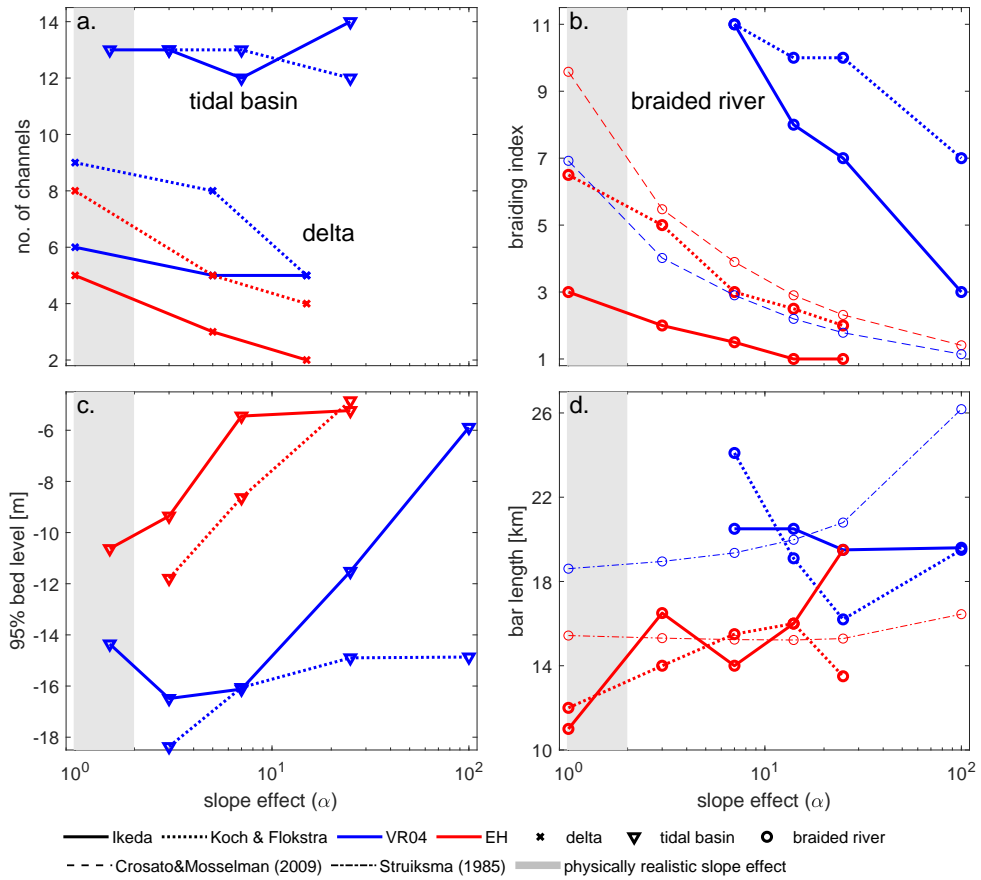 a.
14
12
10
8
6
4
2
no. of channels
tidal basin
delta
b.
11
9
7
5
3
1
braiding index
braided river
c.
-6
-8
-10
-12
-14
-16
-18
95% bed level [m]
10^0
10^1
10^2
slope effect (α)
d.
26
22
18
14
10
bar length [km]
10^0
10^1
10^2
slope effect (α)
Ikeda Koch & Flokstra VR04 EH delta tidal basin braided river
Crosato&Mosselman (2009) Struiksma (1985) physically realistic slope effect